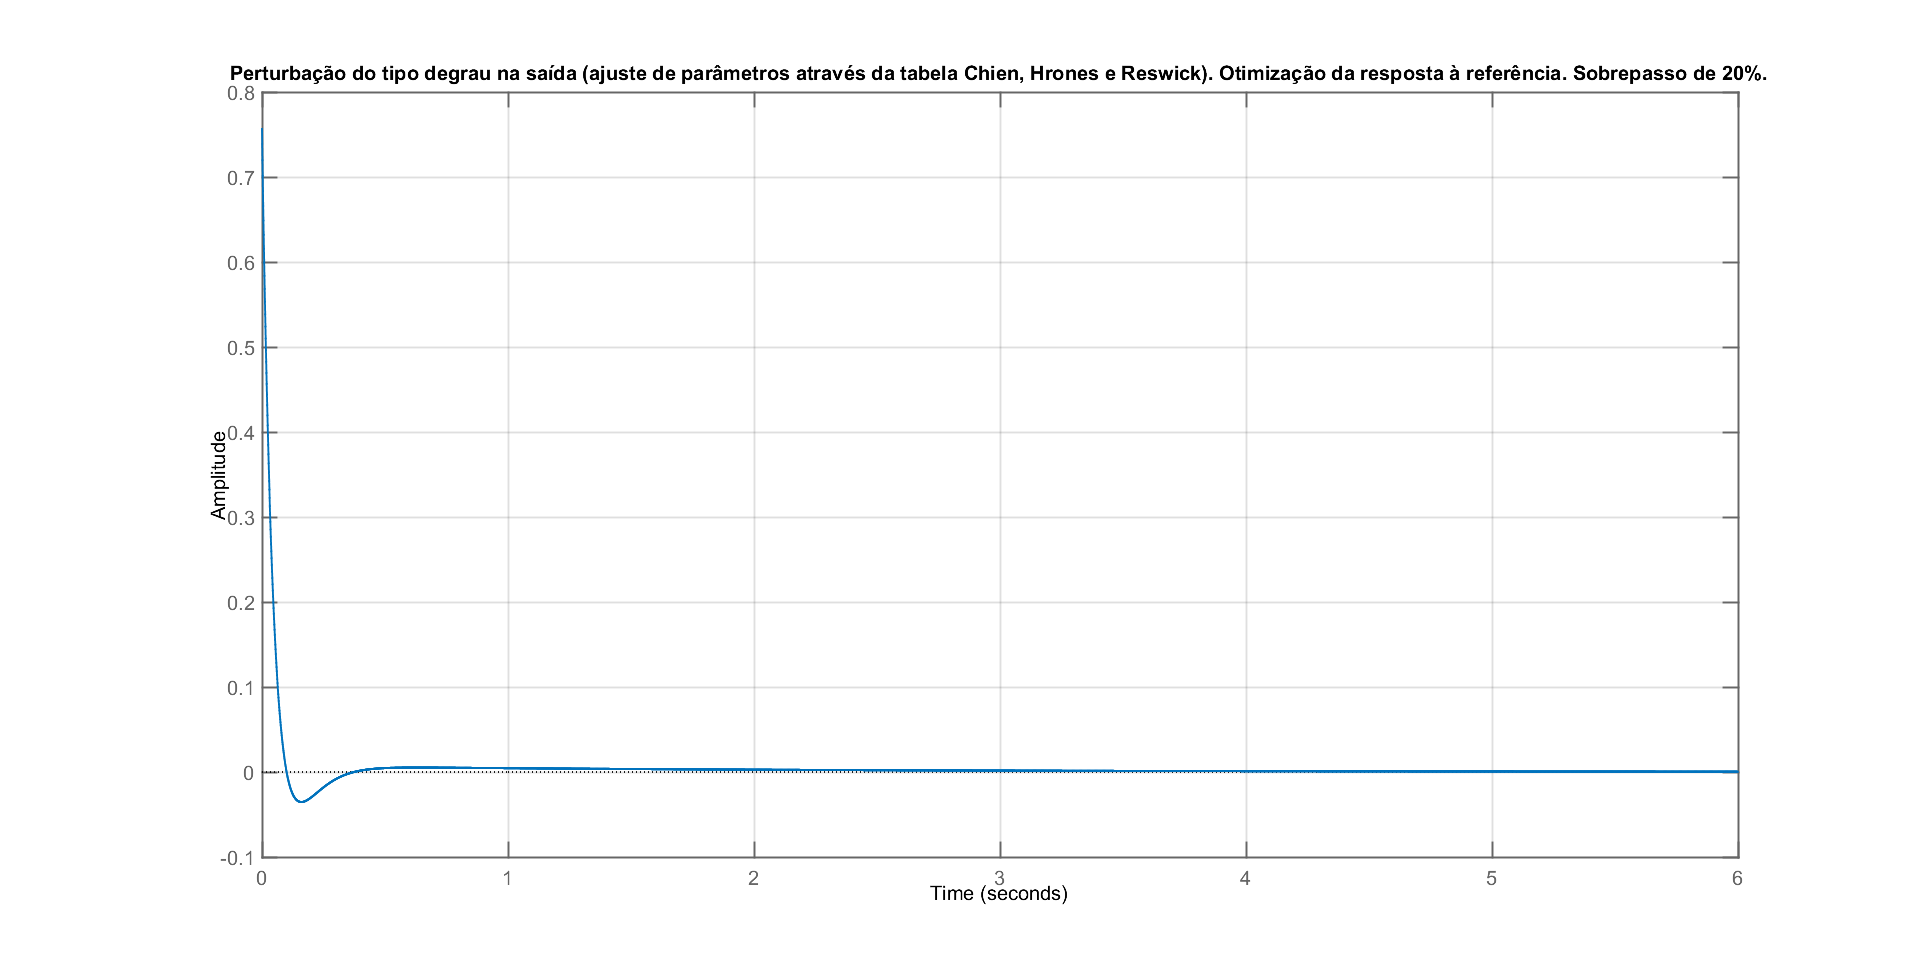 Perturbação do tipo degrau na saída (ajuste de parâmetros através da tabela Chien, Hrones e Reswick). Otimização da resposta à referência. Sobrepasso de 20%.
0.8
0.7
0.6
0.5
0.4
0.3
0.2
0.1
0
-0.1
Amplitude
0 1 2 3 4 5 6
Time (seconds)